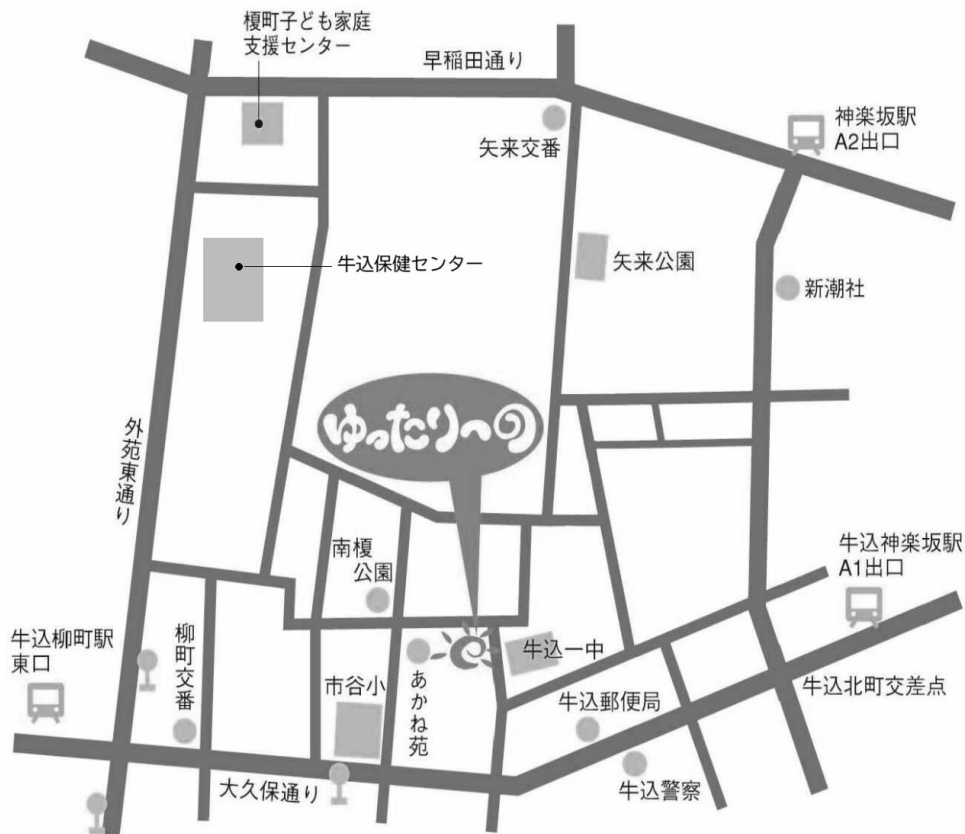 榎町子ども家庭
支援センター
早稲田通り
矢来交番
神楽坂駅
A2出口
牛込保健センター
矢来公園
新潮社
ゆったりーの
外苑東通り
南榎
公園
牛込神楽坂駅
A1出口
牛込柳町駅
東口
柳町交番
市谷小
あかね苑
牛込一中
牛込郵便局
牛込北町交差点
大久保通り
牛込警察